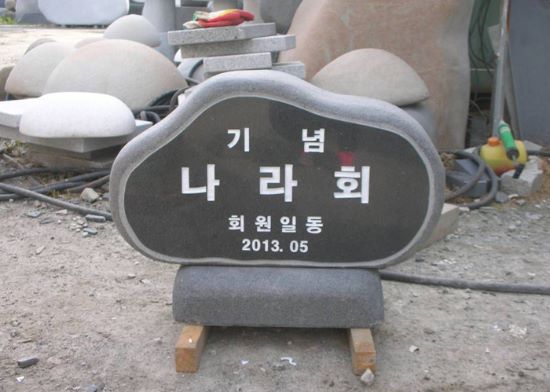 기 념
나 라 회
회원일동
2013. 05